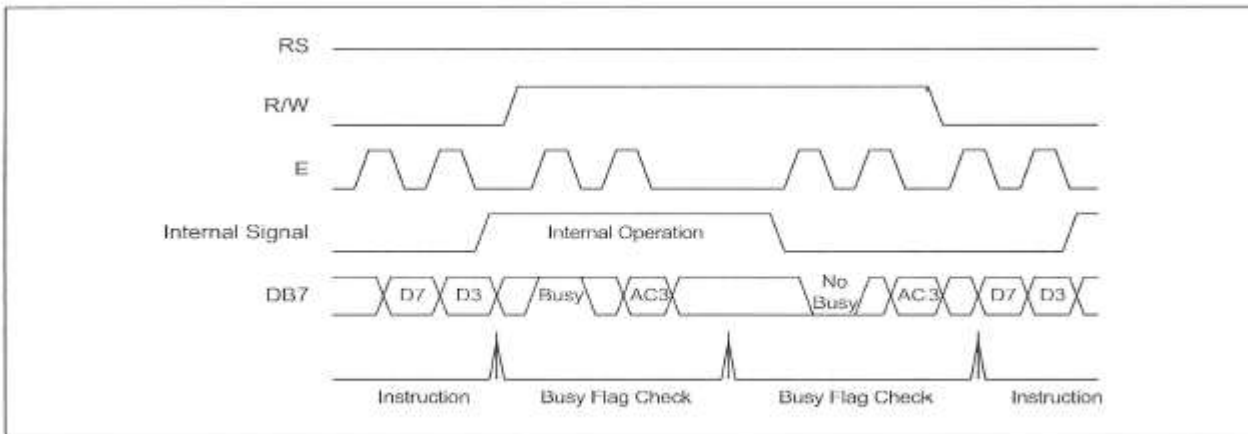 RS
R/W
E
Internal Signal
Internal Operation
DB7
D7
D3
Busy
AC3
No
Busy
AC3
D7
D3
Instruction
Busy Flag Check
Busy Flag Check
Instruction